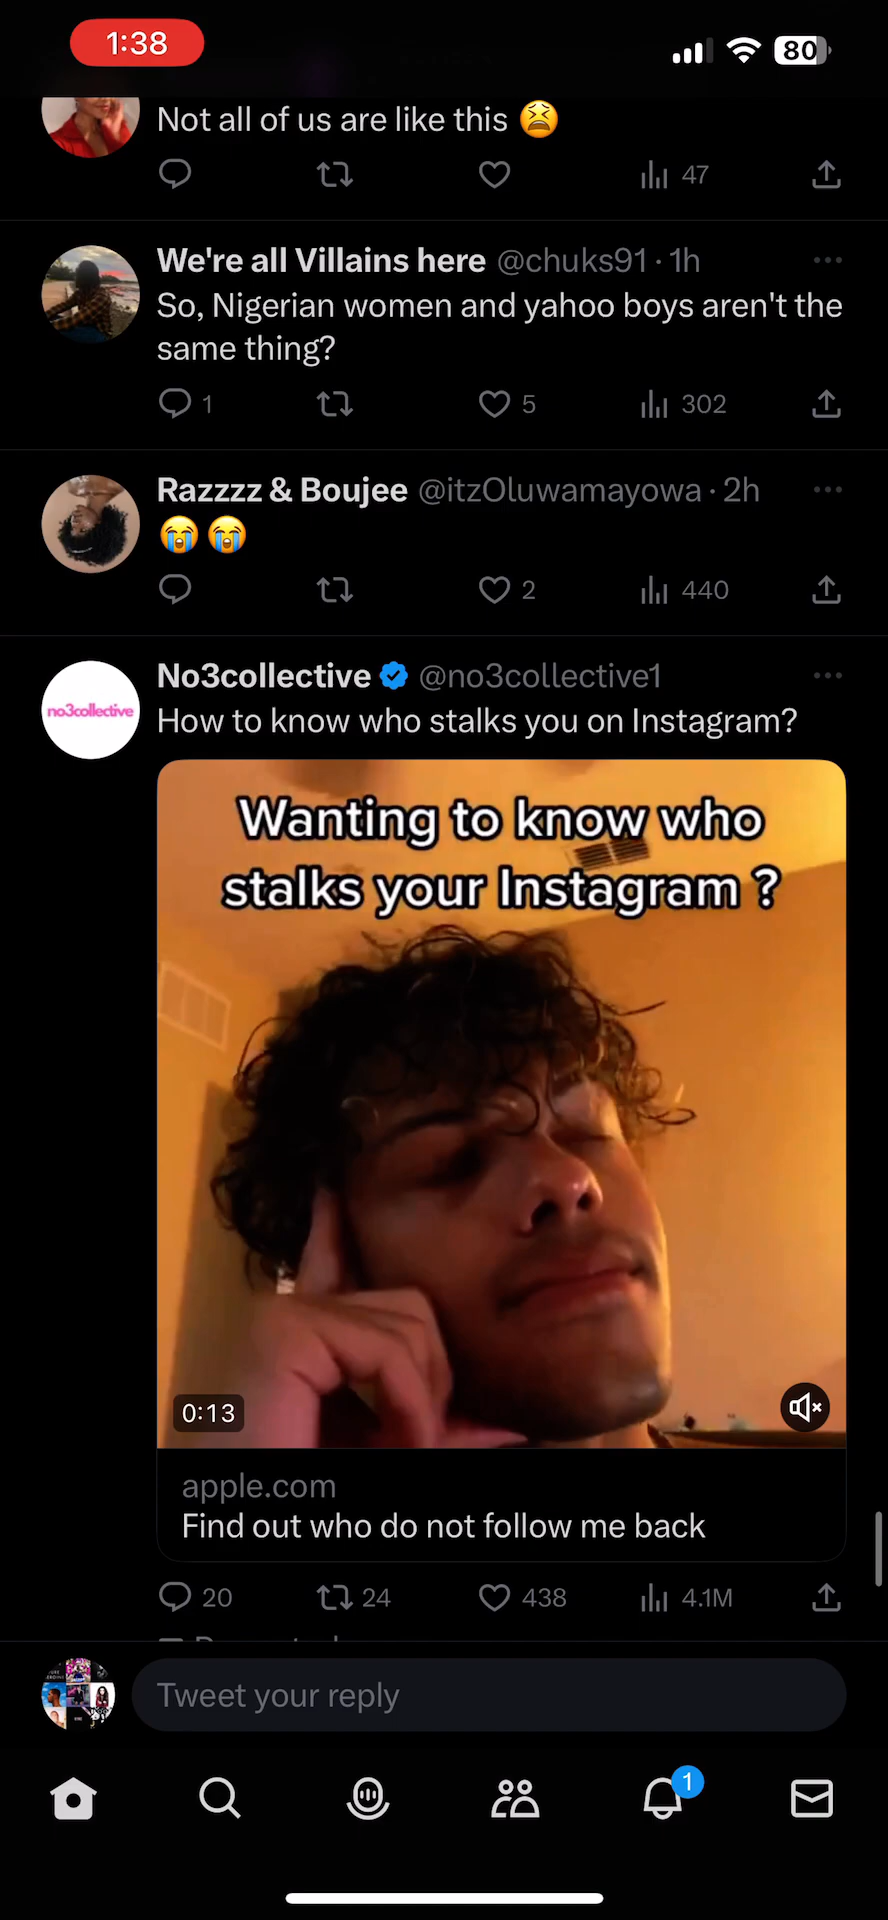 1:38
80
Not all of us are like this 😫
47
We're all Villains here @chuks91 · 1h
So, Nigerian women and yahoo boys aren't the
same thing?
1 5 302
Razzzz & Boujee @itzOluwamayowa · 2h
😭 😭
2 440
no3collective
No3collective @no3collective1
How to know who stalks you on Instagram?
Wanting to know who
stalks your Instagram ?
0:13
apple.com
Find out who do not follow me back
20 24 438 4.1M
Tweet your reply
1